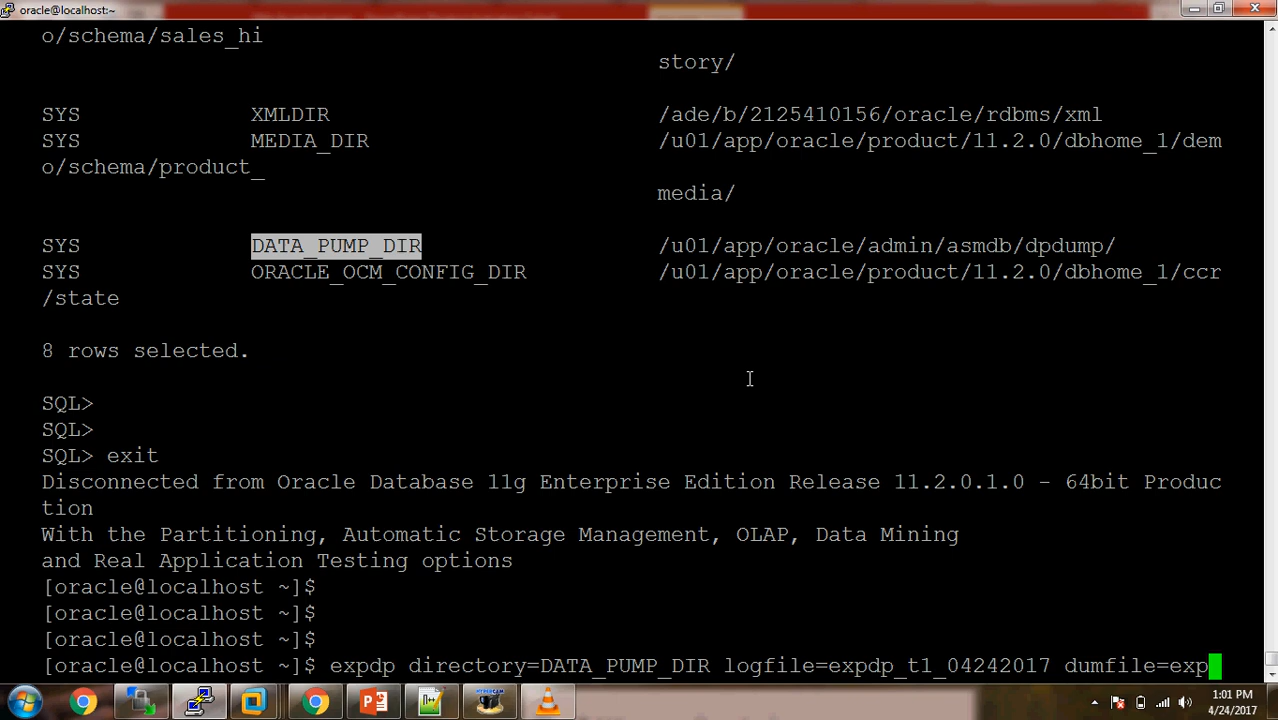 oracle@localhost:~
o/schema/sales_hi
story/
SYS XMLDIR /ade/b/2125410156/oracle/rdbms/xml
SYS MEDIA_DIR /u01/app/oracle/product/11.2.0/dbhome_1/dem
o/schema/product_
media/
SYS DATA_PUMP_DIR /u01/app/oracle/admin/asmdb/dpdump/
SYS ORACLE_OCM_CONFIG_DIR /u01/app/oracle/product/11.2.0/dbhome_1/ccr
/state
8 rows selected.
SQL>
SQL>
SQL> exit
Disconnected from Oracle Database 11g Enterprise Edition Release 11.2.0.1.0 - 64bit Produc
tion
With the Partitioning, Automatic Storage Management, OLAP, Data Mining
and Real Application Testing options
[oracle@localhost ~]$
[oracle@localhost ~]$
[oracle@localhost ~]$
[oracle@localhost ~]$ expdp directory=DATA_PUMP_DIR logfile=expdp_t1_04242017 dumfile=exp
1:01 PM
4/24/2017